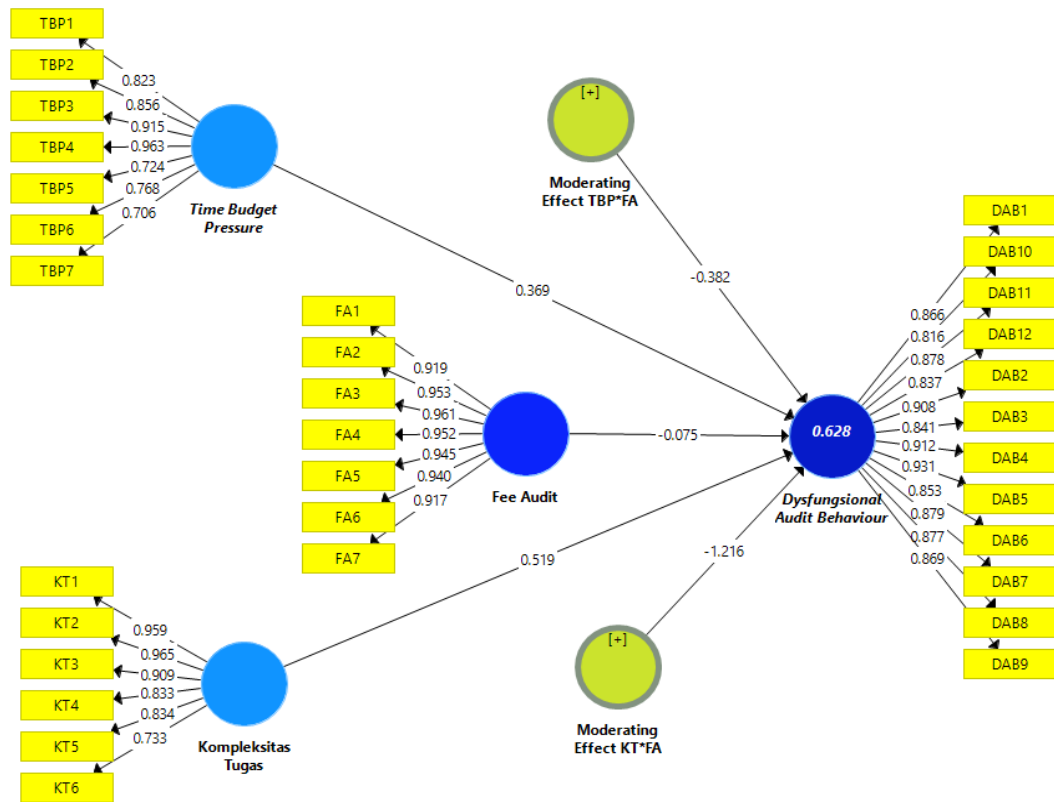 TBP1
TBP2
TBP3
TBP4
TBP5
TBP6
TBP7
0.823
0.856
0.915
0.963
0.724
0.768
0.706
Time Budget
Pressure
[+]
Moderating
Effect TBP*FA
0.369
-0.382
FA1
FA2
FA3
FA4
FA5
FA6
FA7
0.919
0.953
0.961
0.952
0.945
0.940
0.917
Fee Audit
-0.075
0.628
Dysfungsional
Audit Behaviour
DAB1
DAB10
DAB11
DAB12
DAB2
DAB3
DAB4
DAB5
DAB6
DAB7
DAB8
DAB9
0.866
0.816
0.878
0.837
0.908
0.841
0.912
0.931
0.853
0.879
0.877
0.869
KT1
KT2
KT3
KT4
KT5
KT6
0.959
0.965
0.909
0.833
0.834
0.733
Kompleksitas
Tugas
0.519
-1.216
[+]
Moderating
Effect KT*FA